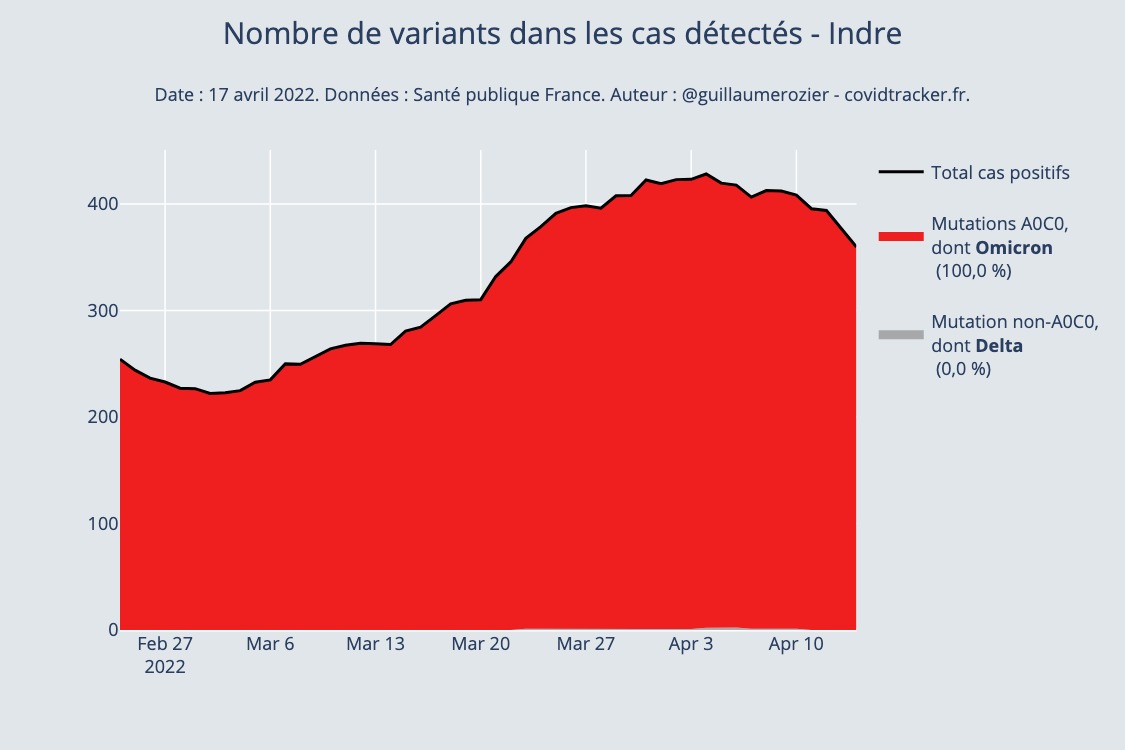 Nombre de variants dans les cas détectés - Indre
Date : 17 avril 2022. Données : Santé publique France. Auteur : @guillaumerozier - covidtracker.fr.
400
300
200
100
0
Feb 27
2022
Mar 6
Mar 13
Mar 20
Mar 27
Apr 3
Apr 10
Total cas positifs
Mutations A0C0,
dont Omicron
(100,0 %)
Mutation non-A0C0,
dont Delta
(0,0 %)